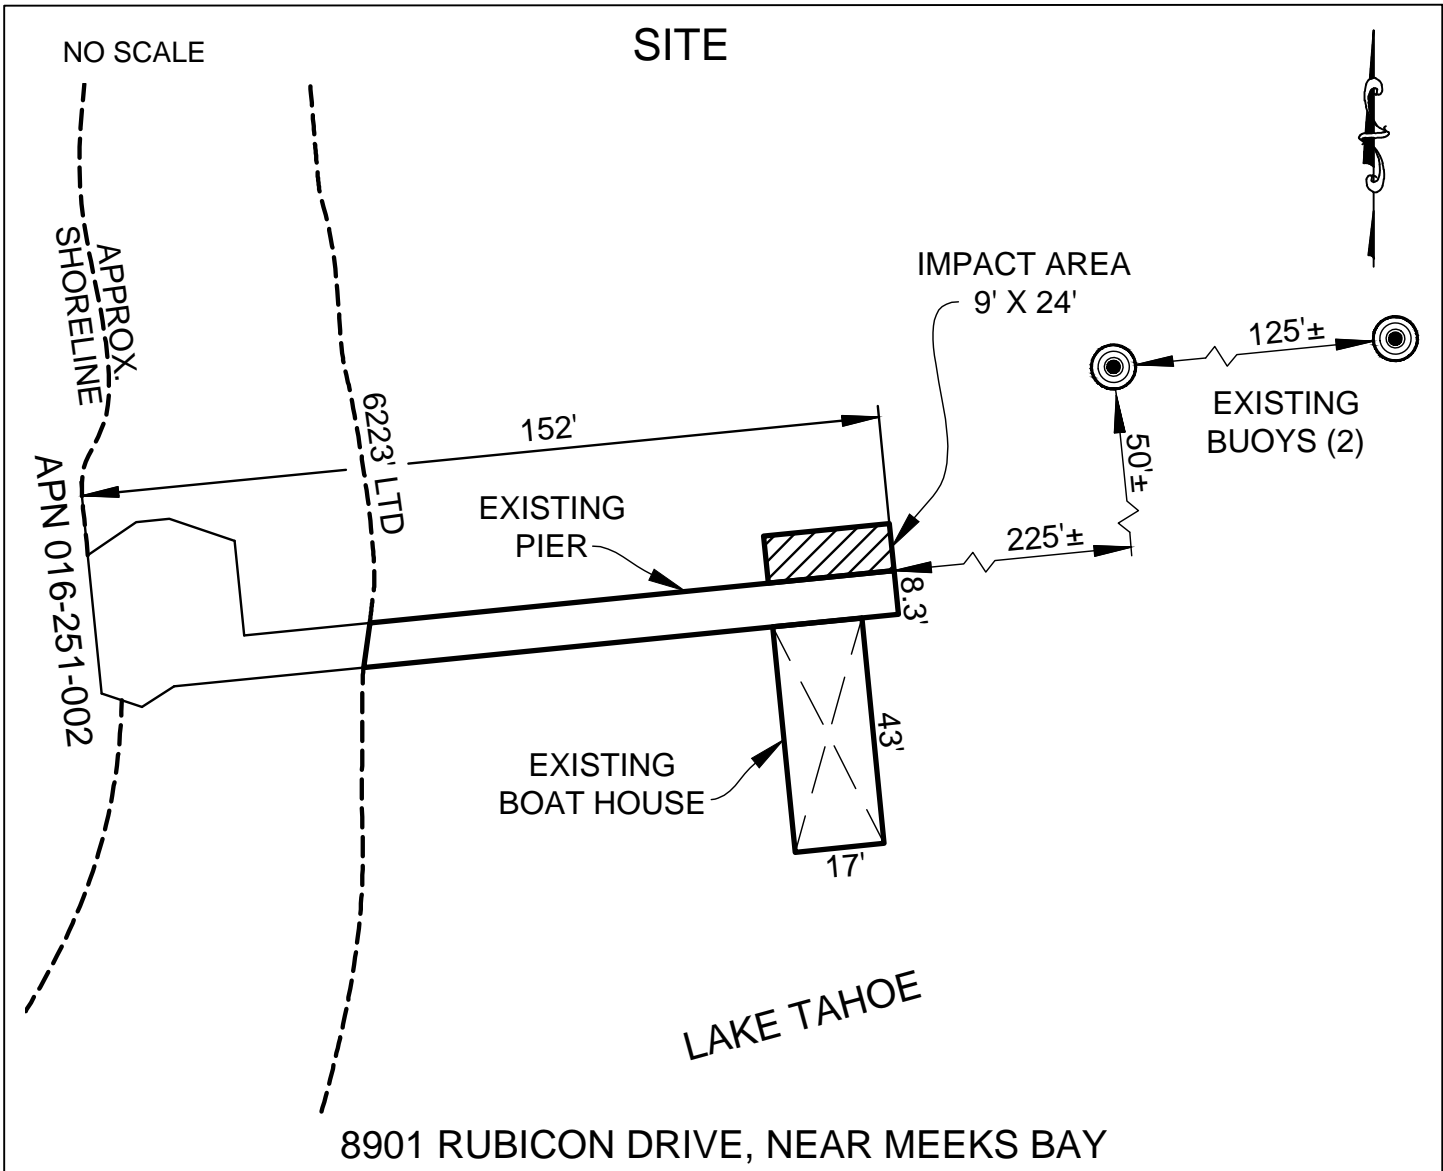 NO SCALE
SITE
APPROX.
SHORELINE
6223' LTD
IMPACT AREA
9' X 24'
125'±
EXISTING
BUOYS (2)
152'
50'±
APN 016-251-002
EXISTING
PIER
225'±
8.3'
EXISTING
BOAT HOUSE
43'
17'
LAKE TAHOE
8901 RUBICON DRIVE, NEAR MEEKS BAY